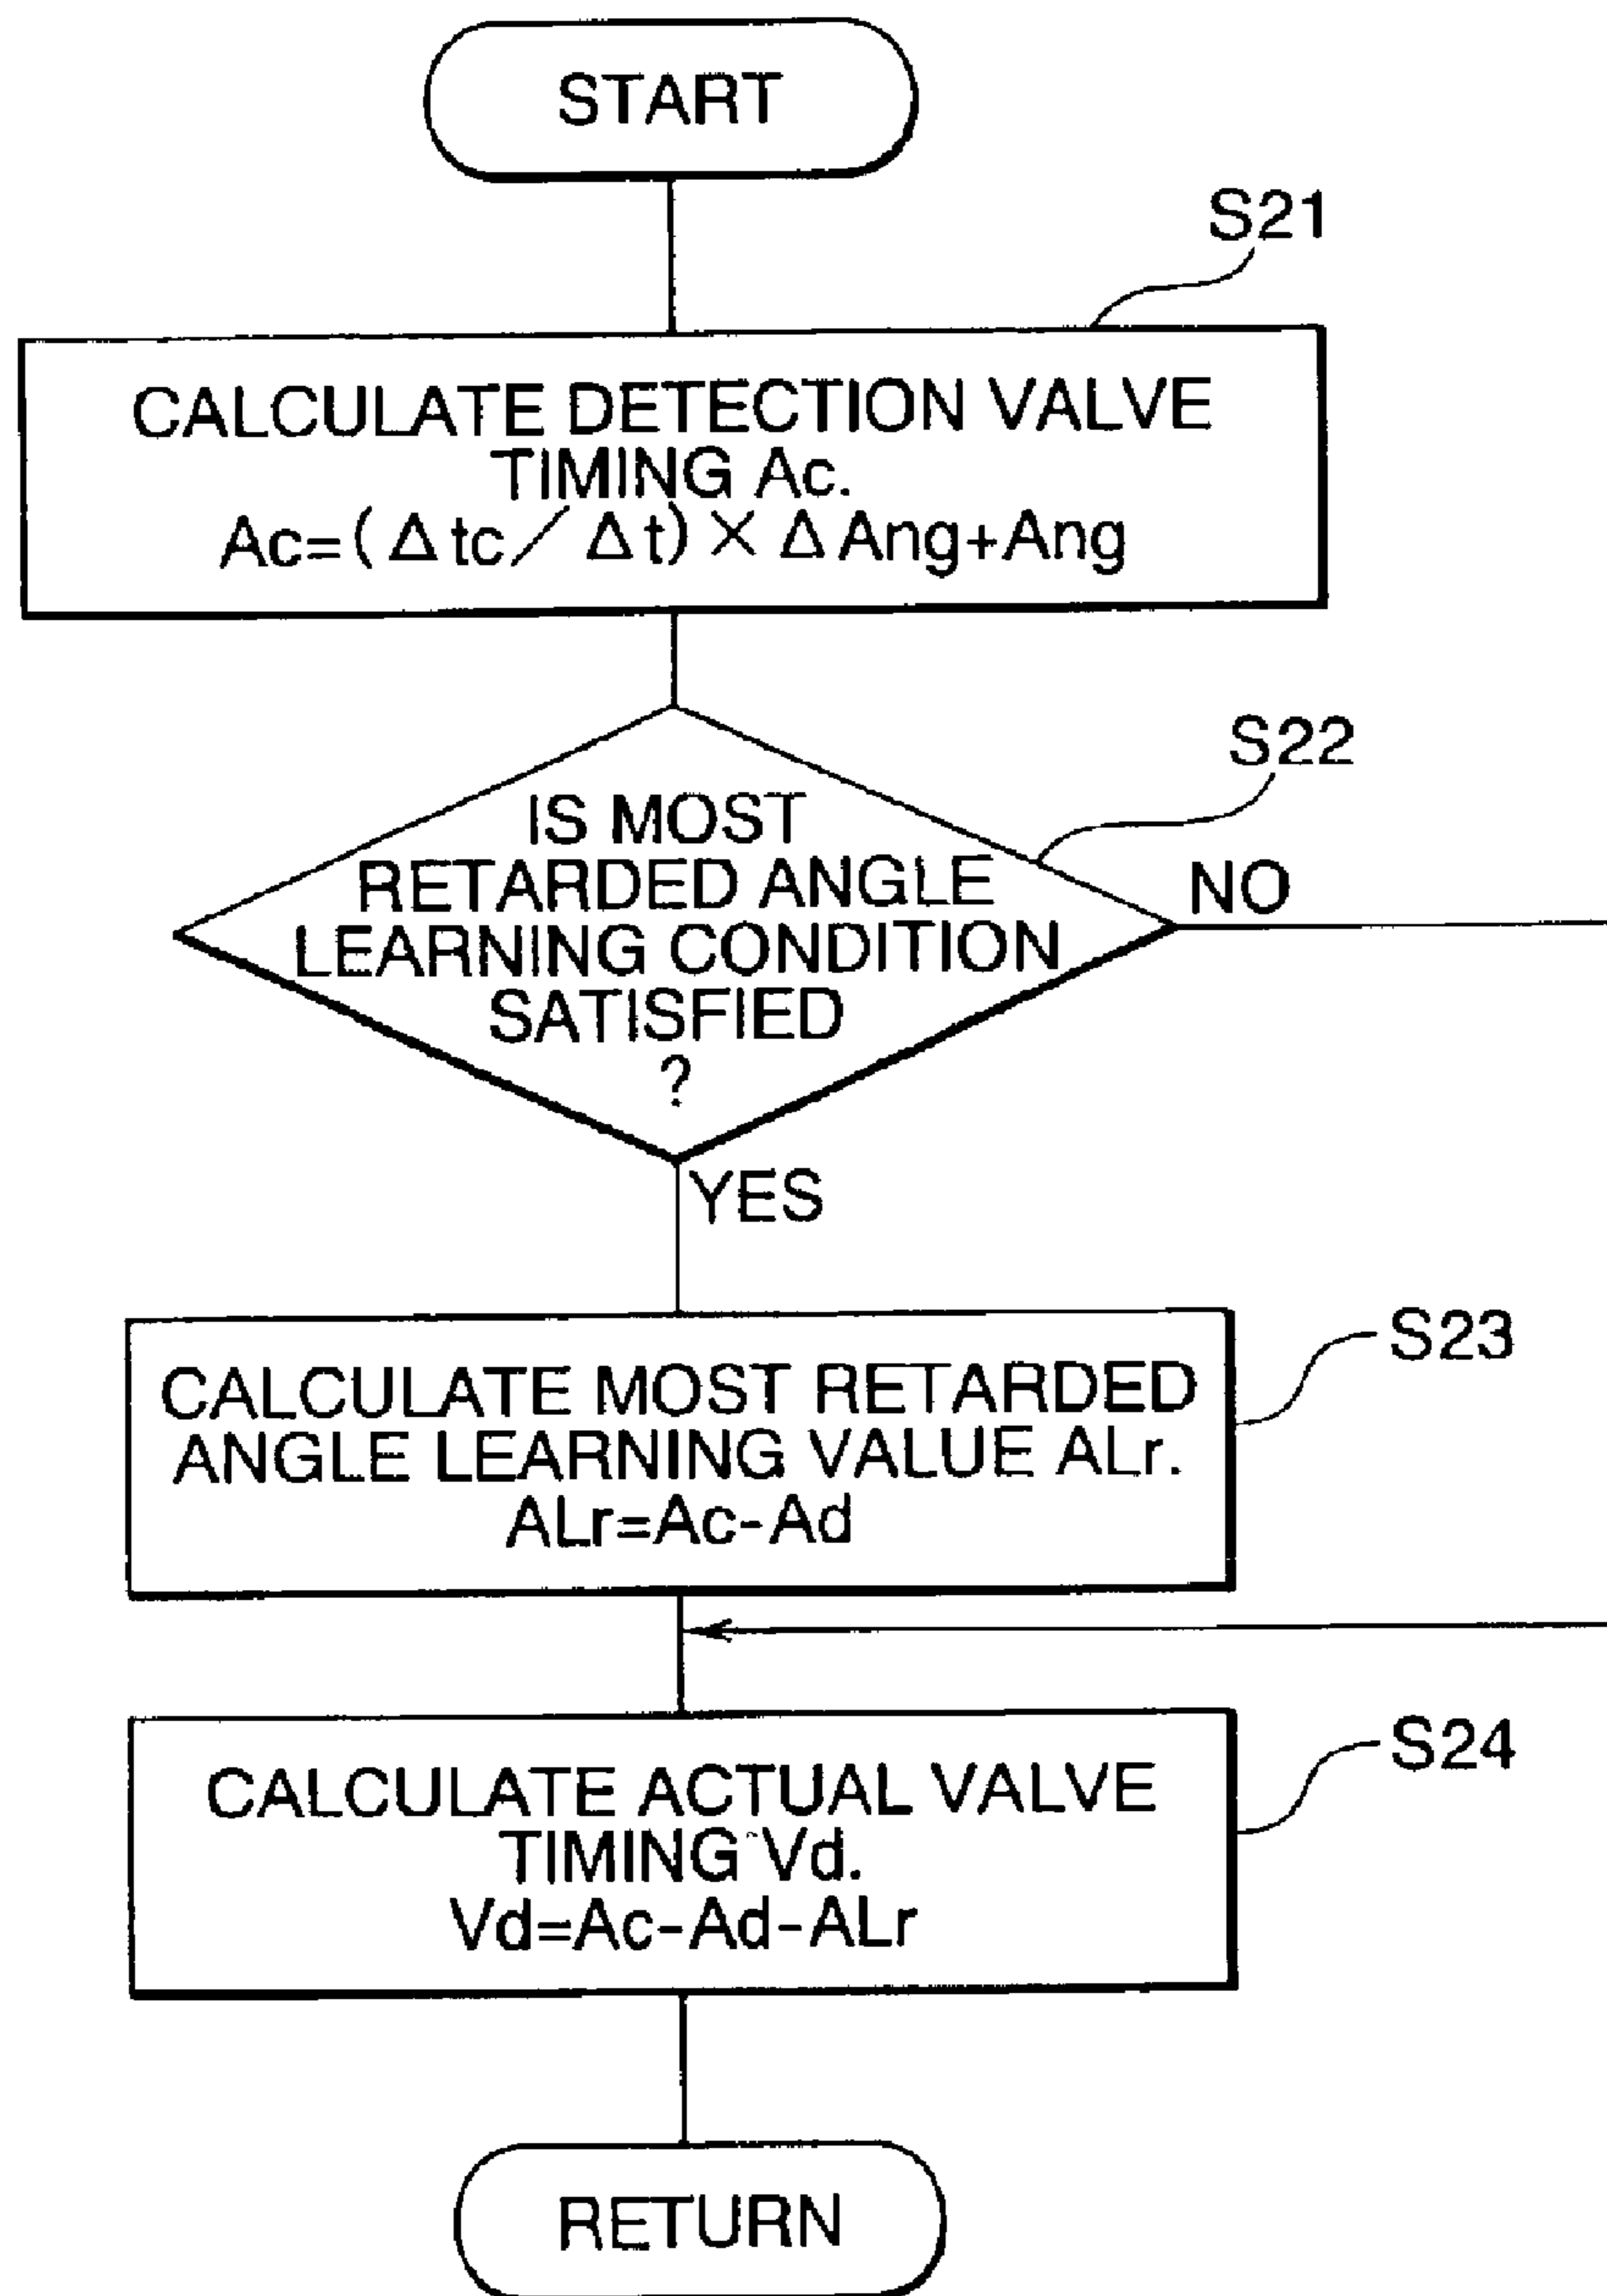 START
S21
CALCULATE DETECTION VALVE
TIMING Ac.
Ac=(Δtc/Δt)×ΔAng+Ang
S22
IS MOST
RETARDED ANGLE
LEARNING CONDITION
SATISFIED
?
NO
YES
S23
CALCULATE MOST RETARDED
ANGLE LEARNING VALUE ALr.
ALr=Ac-Ad
S24
CALCULATE ACTUAL VALVE
TIMING Vd.
Vd=Ac-Ad-ALr
RETURN